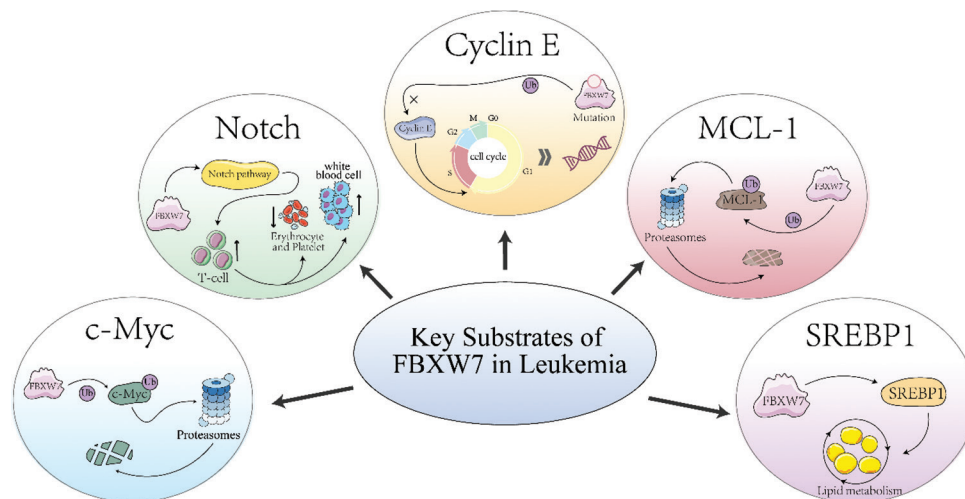 Cyclin E
Ub
FBXW7
Mutation
Cyclin E
M
G0
G2
cell cycle
S
G1
Notch
Notch pathway
white
blood cell
FBXW7
Erythrocyte
and Platelet
T-cell
MCL-1
Ub
MCL-1
FBXW7
Ub
Proteasomes
c-Myc
FBXW7
Ub
c-Myc
Ub
Proteasomes
Key Substrates of
FBXW7 in Leukemia
SREBP1
FBXW7
SREBP1
Lipid metabolism